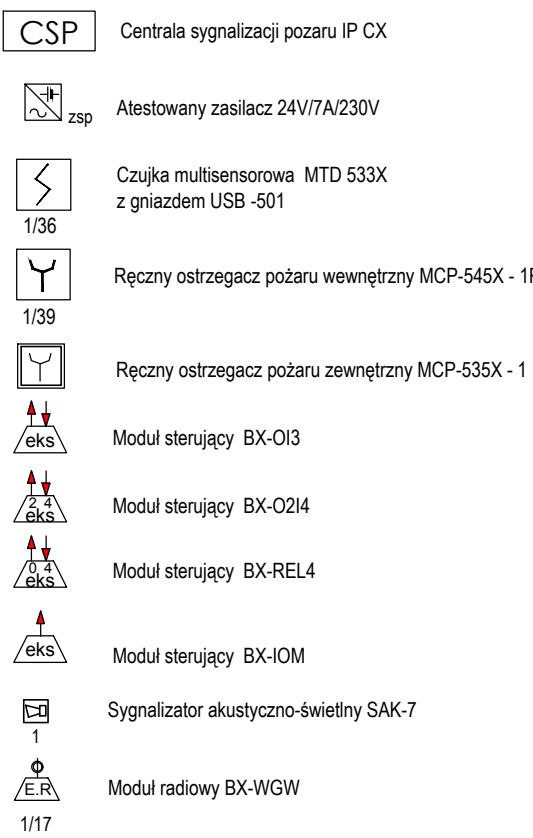 CSP Centrala sygnalizacji pozaru IP CX
zsp Atestowany zasilacz 24V/7A/230V
Czujka multisensorowa MTD 533X
z gniazdem USB -501
1/36
Ręczny ostrzegacz pożaru wewnętrzny MCP-545X - 1
1/39
Ręczny ostrzegacz pożaru zewnętrzny MCP-535X - 1
eks Moduł sterujący BX-OI3
2 4
eks Moduł sterujący BX-O2I4
0 4
eks Moduł sterujący BX-REL4
eks Moduł sterujący BX-IOM
Sygnalizator akustyczno-świetlny SAK-7
1
E.R Moduł radiowy BX-WGW
1/17